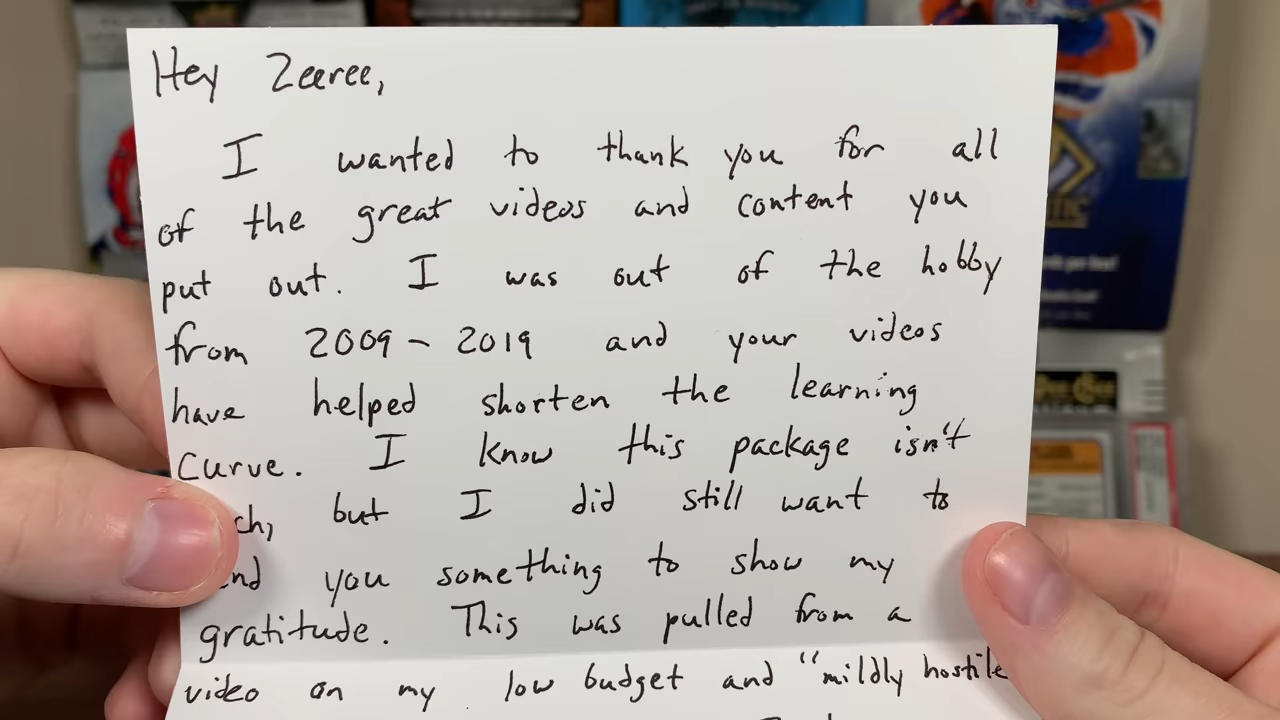 Hey Zeeree,
I wanted to thank you for all
of the great videos and content you
put out. I was out of the hobby
from 2009 - 2019 and your videos
have helped shorten the learning
curve. I know this package isn't
but I did still want to
you something to show my
gratitude. This was pulled from a
video on my low budget and "mildly hostile